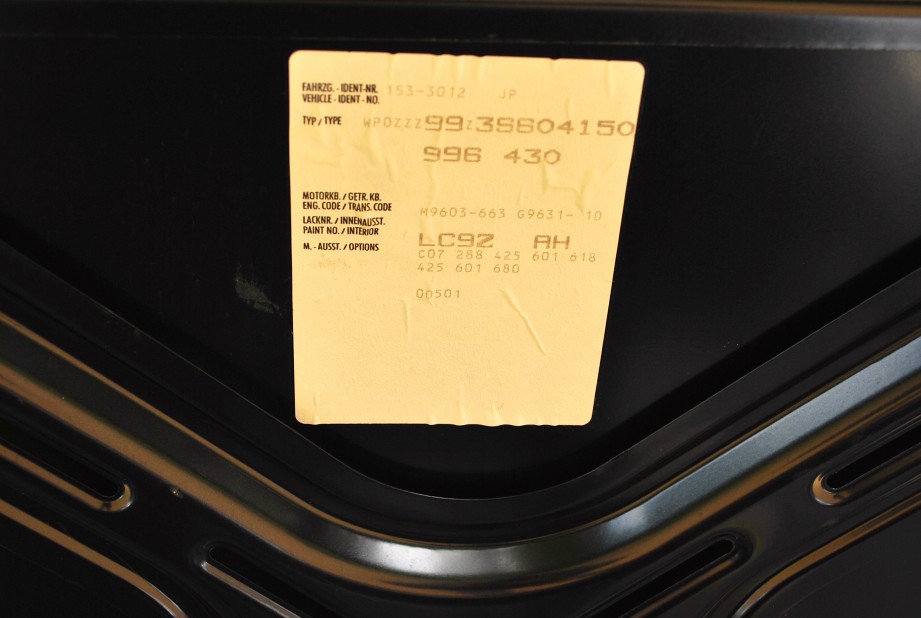 FAHRZG. - IDENT-NR. 153-3012 JP
VEHICLE - IDENT - NO.
TYP / TYPE WP0ZZZ99Z3S604150
996 430
MOTORKB. / GETR. KB.
ENG. CODE / TRANS. CODE M9603-663 G9631- 10
LACKNR. / INNENAUSST.
PAINT NO. / INTERIOR LC9Z AH
M. - AUSST. / OPTIONS C07 288 425 601 618
425 601 680